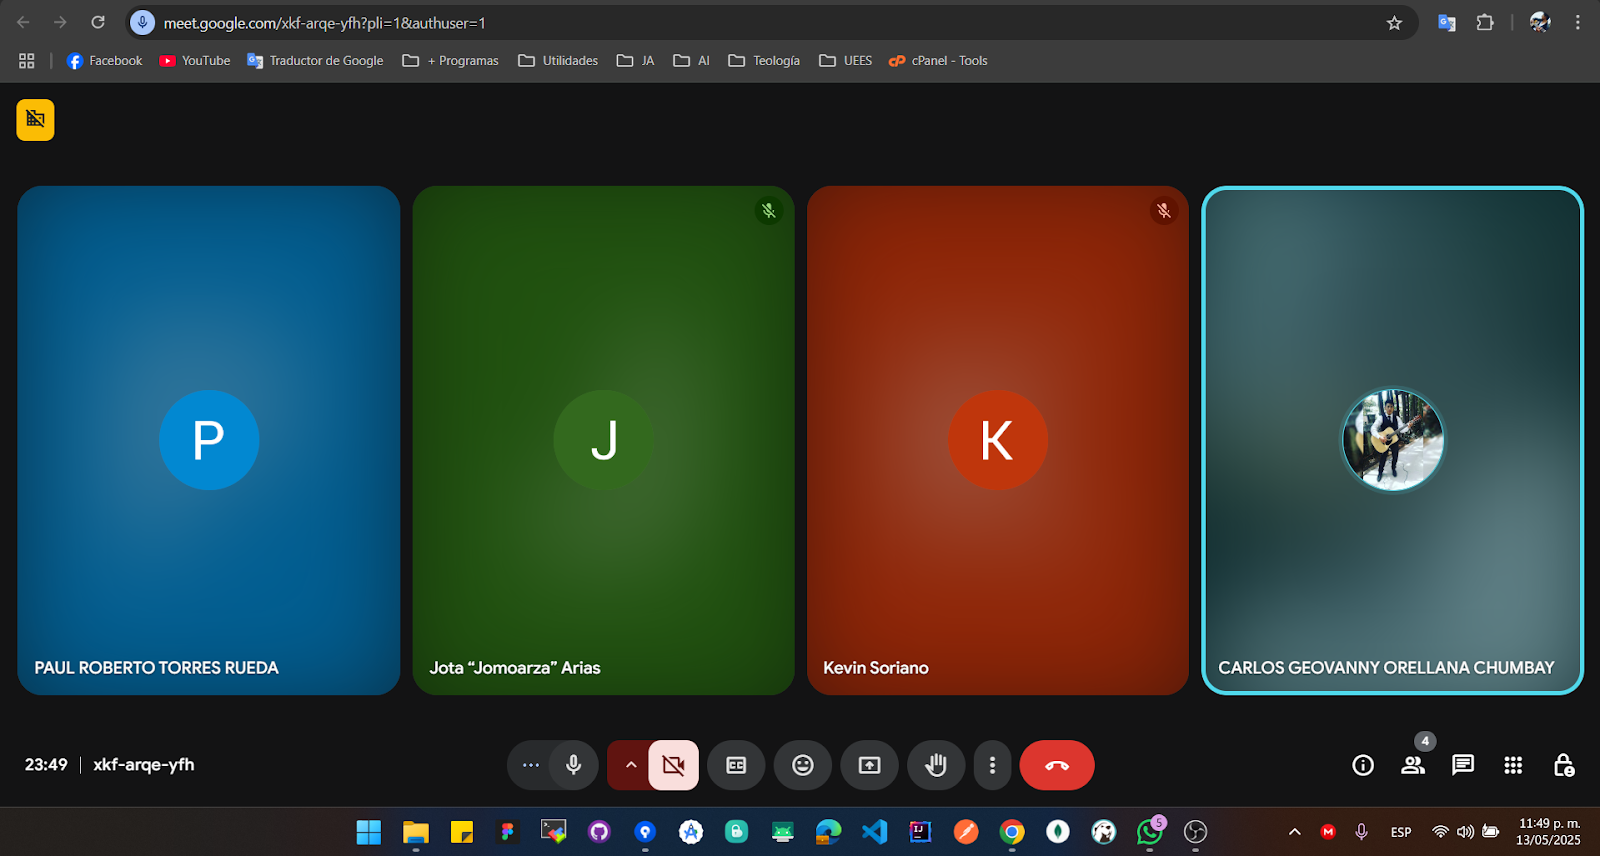 meet.google.com/xkf-arqe-yfh?pli=1&authuser=1
Facebook YouTube Traductor de Google + Programas Utilidades JA AI Teología UEES cPanel - Tools
P
J
K
PAUL ROBERTO TORRES RUEDA
Jota “Jomoarza” Arias
Kevin Soriano
CARLOS GEOVANNY ORELLANA CHUMBAY
23:49 | xkf-arqe-yfh
4
5
ESP
11:49 p. m.
13/05/2025